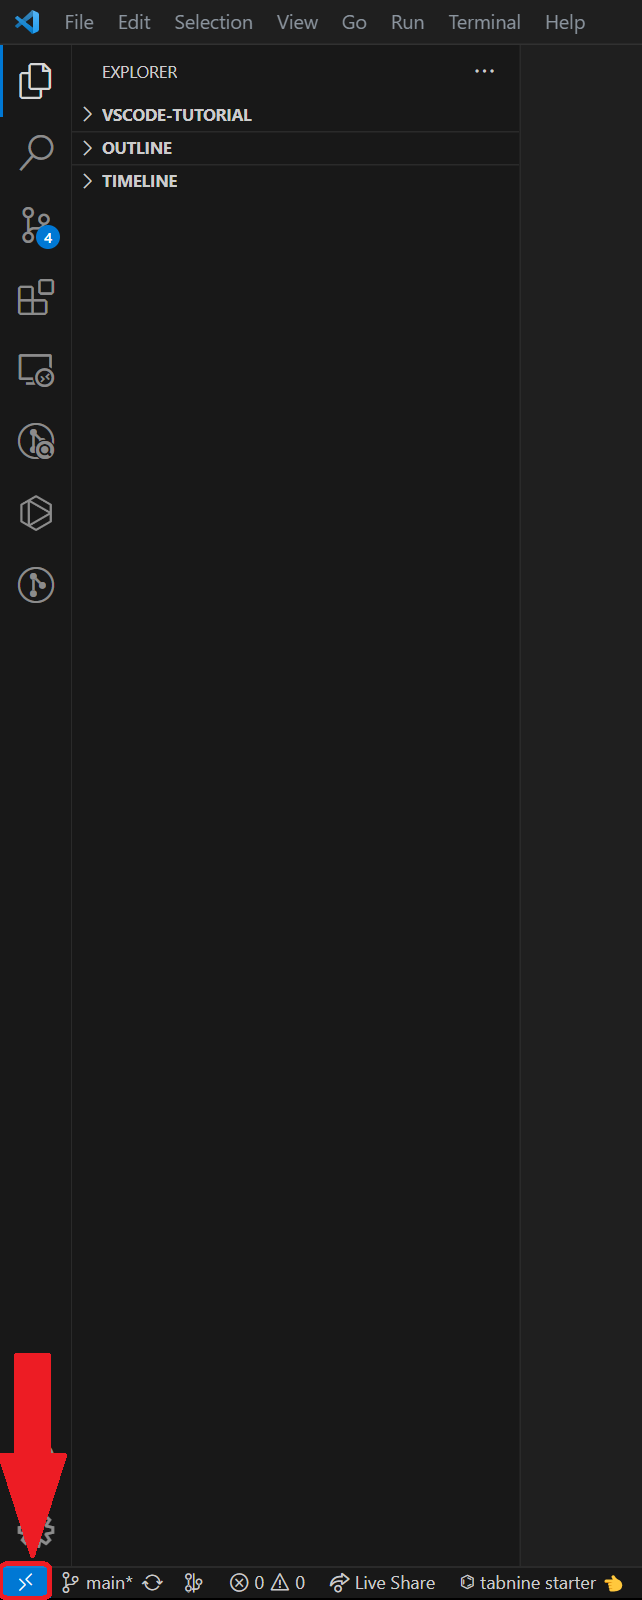 File Edit Selection View Go Run Terminal Help
EXPLORER
VSCODE-TUTORIAL
OUTLINE
TIMELINE
4
main* 0 0 Live Share tabnine starter